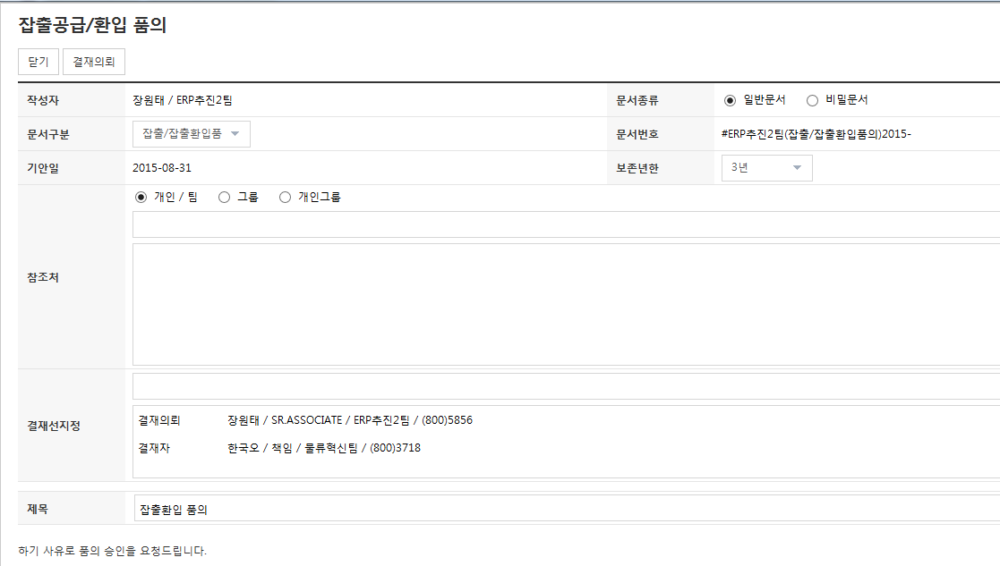 잡출공급/환입 품의
닫기 결재의뢰
작성자 장원태 / ERP추진2팀 문서종류 일반문서 비밀문서
문서구분 잡출/잡출환입품 문서번호 #ERP추진2팀(잡출/잡출환입품의)2015-
기안일 2015-08-31 보존년한 3년
개인 / 팀 그룹 개인그룹
참조처
결재선지정
결재의뢰 장원태 / SR.ASSOCIATE / ERP추진2팀 / (800)5856
결재자 한국오 / 책임 / 물류혁신팀 / (800)3718
제목 잡출환입 품의
하기 사유로 품의 승인을 요청드립니다.